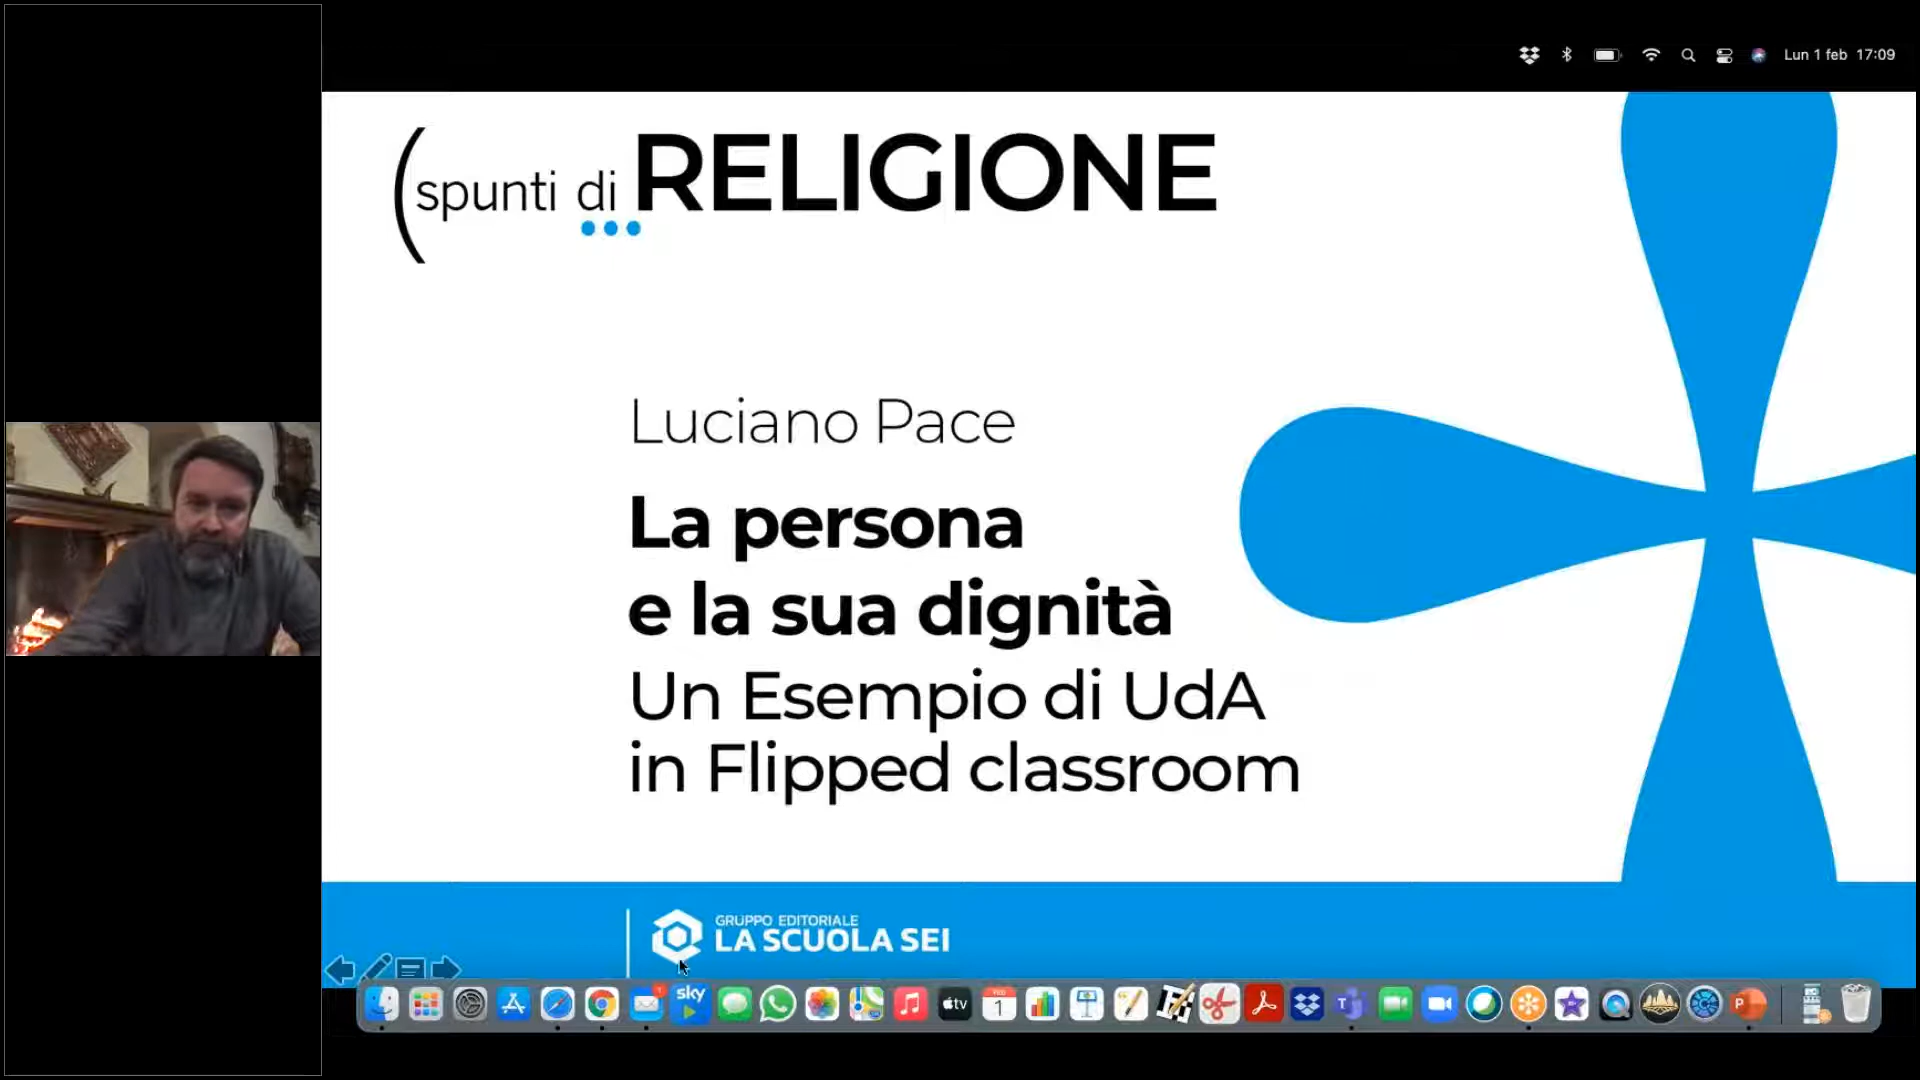 Lun 1 feb 17:09
(spunti di RELIGIONE
Luciano Pace
La persona
e la sua dignità
Un Esempio di UdA
in Flipped classroom
GRUPPO EDITORIALE
LA SCUOLA SEI
sky
tv
1